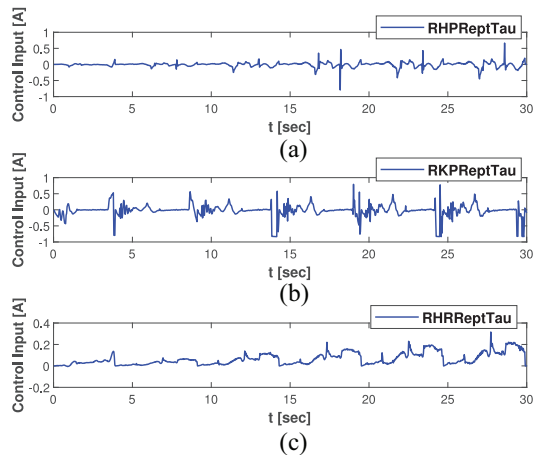 RHPReptTau
Control Input [A]
1
0.5
0
-0.5
-1
0 5 10 15 20 25 30
t [sec]
(a)
RKPReptTau
Control Input [A]
1
0.5
0
-0.5
-1
0 5 10 15 20 25 30
t [sec]
(b)
RHRReptTau
Control Input [A]
0.4
0.2
0
-0.2
0 5 10 15 20 25 30
t [sec]
(c)